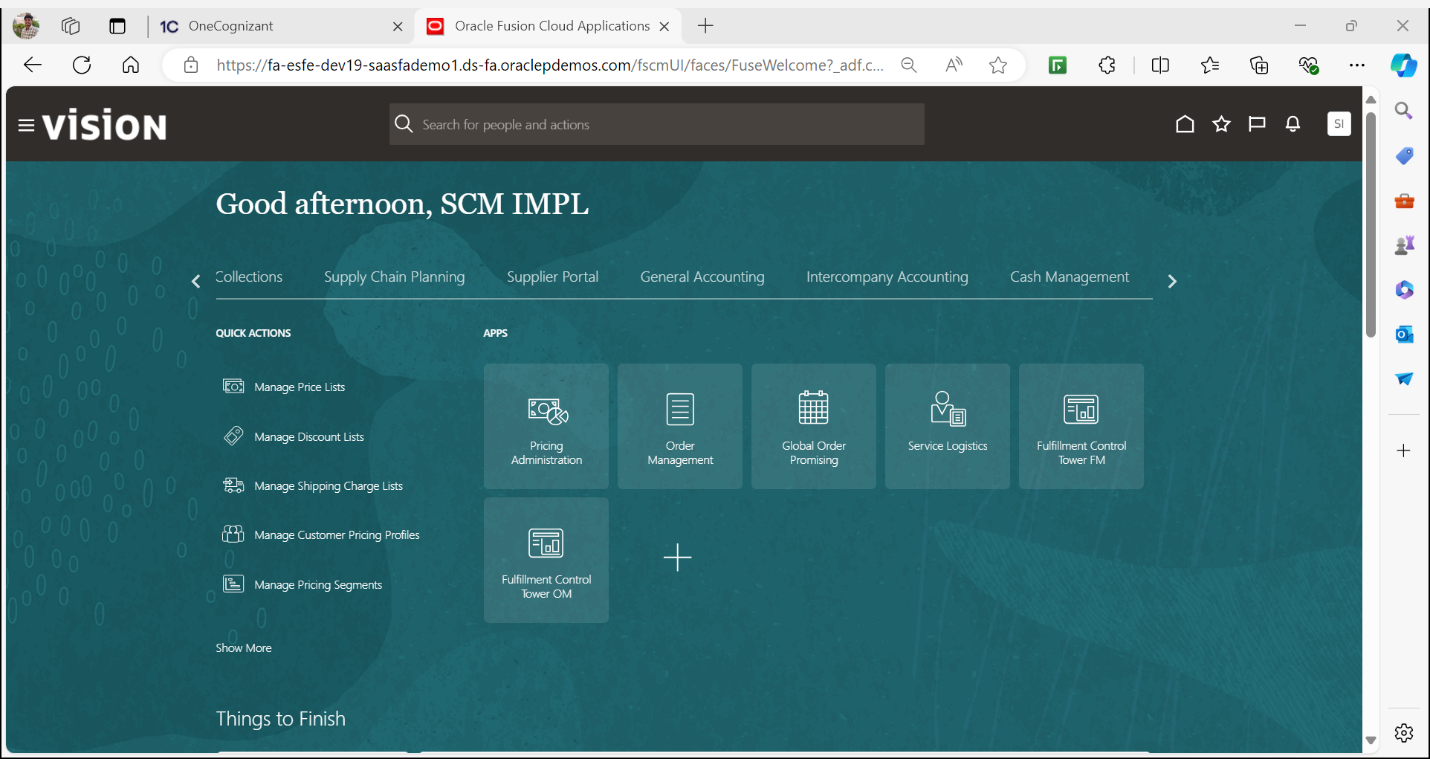 1C OneCognizant
Oracle Fusion Cloud Applications
https://fa-esfe-dev19-saasfademo1.ds-fa.oraclepdemos.com/fscmUI/faces/FuseWelcome?_adf.c...
VISION
Search for people and actions
SI
Good afternoon, SCM IMPL
Collections Supply Chain Planning Supplier Portal General Accounting Intercompany Accounting Cash Management
QUICK ACTIONS
Manage Price Lists
Manage Discount Lists
Manage Shipping Charge Lists
Manage Customer Pricing Profiles
Manage Pricing Segments
Show More
APPS
Pricing
Administration
Order
Management
Global Order
Promising
Service Logistics
Fulfillment Control
Tower FM
Fulfillment Control
Tower OM
Things to Finish